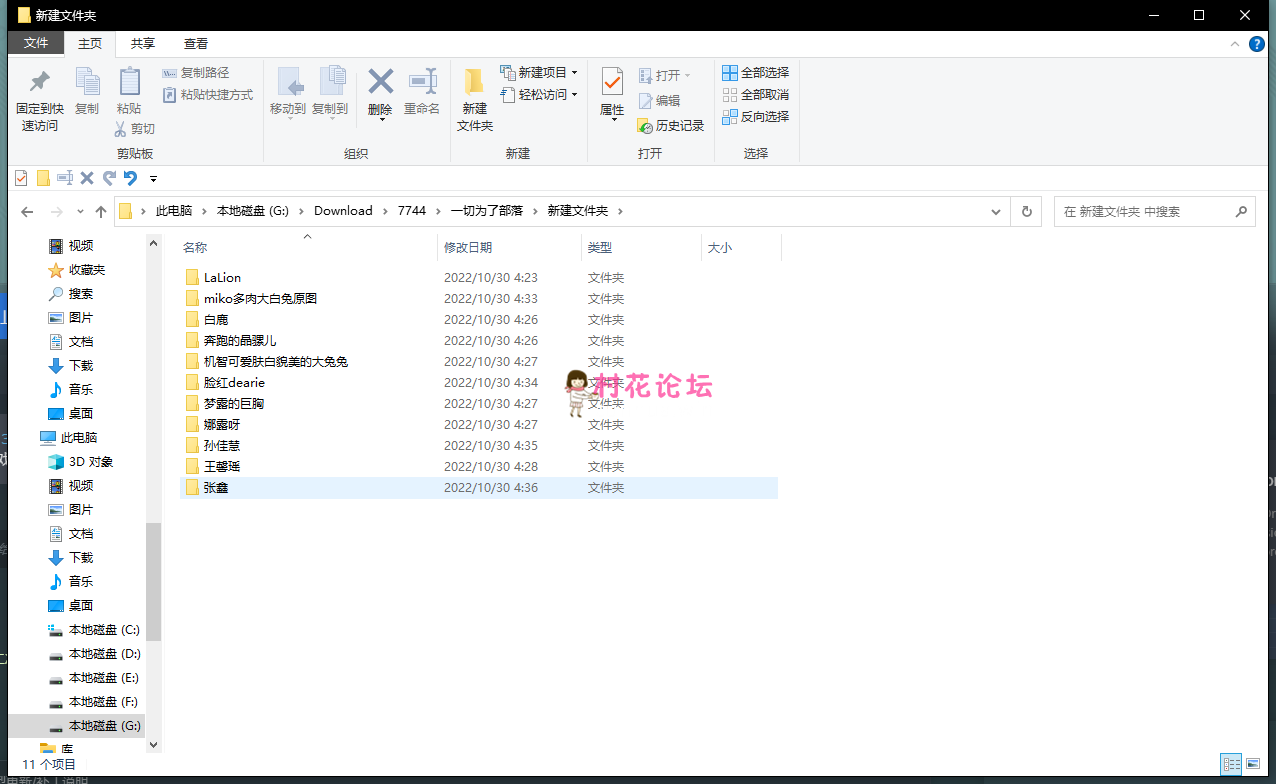 新建文件夹
文件 主页 共享 查看
固定到快速访问
复制
粘贴
复制路径
粘贴快捷方式
剪切
剪贴板
移动到
复制到
删除
重命名
组织
新建文件夹
新建项目
轻松访问
新建
属性
打开
编辑
历史记录
打开
全部选择
全部取消
反向选择
选择
此电脑 本地磁盘 (G:) Download 7744 一切为了部落 新建文件夹
在 新建文件夹 中搜索
视频
收藏夹
搜索
图片
文档
下载
音乐
桌面
此电脑
3D 对象
视频
图片
文档
下载
音乐
桌面
本地磁盘 (C:)
本地磁盘 (D:)
本地磁盘 (E:)
本地磁盘 (F:)
本地磁盘 (G:)
库
名称 修改日期 类型 大小
LaLion 2022/10/30 4:23 文件夹
miko多肉大白兔原图 2022/10/30 4:33 文件夹
白鹿 2022/10/30 4:26 文件夹
奔跑的骉骡儿 2022/10/30 4:26 文件夹
机智可爱肤白貌美的大兔兔 2022/10/30 4:27 文件夹
脸红dearie 2022/10/30 4:34 文件夹
梦露的巨胸 2022/10/30 4:27 文件夹
娜露呀 2022/10/30 4:27 文件夹
孙佳慧 2022/10/30 4:35 文件夹
王馨瑶 2022/10/30 4:28 文件夹
张鑫 2022/10/30 4:36 文件夹
村花论坛
11 个项目